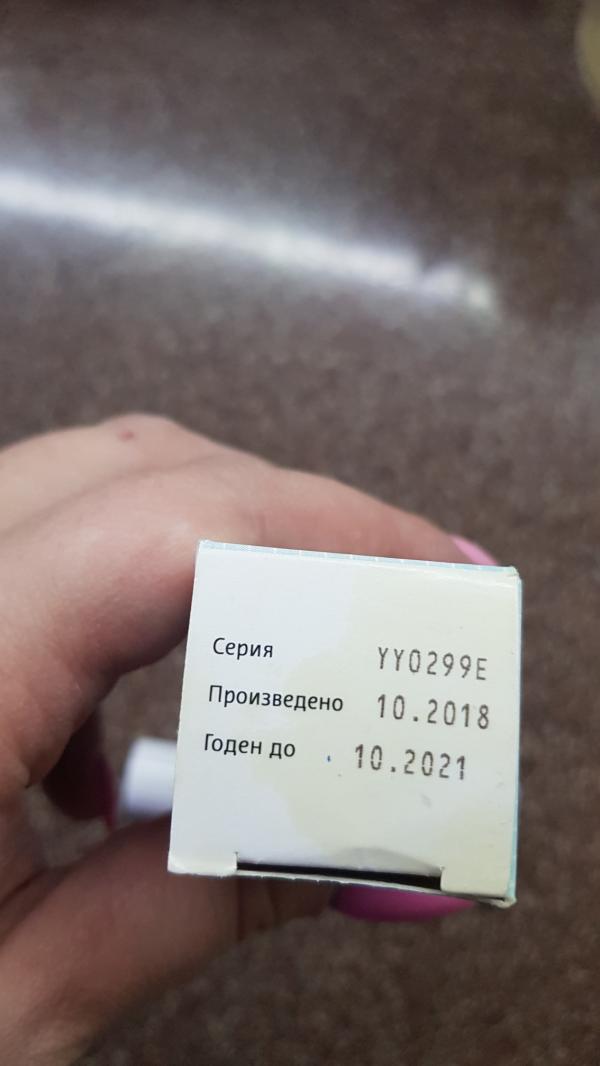 Серия YY0299E
Произведено 10.2018
Годен до 10.2021